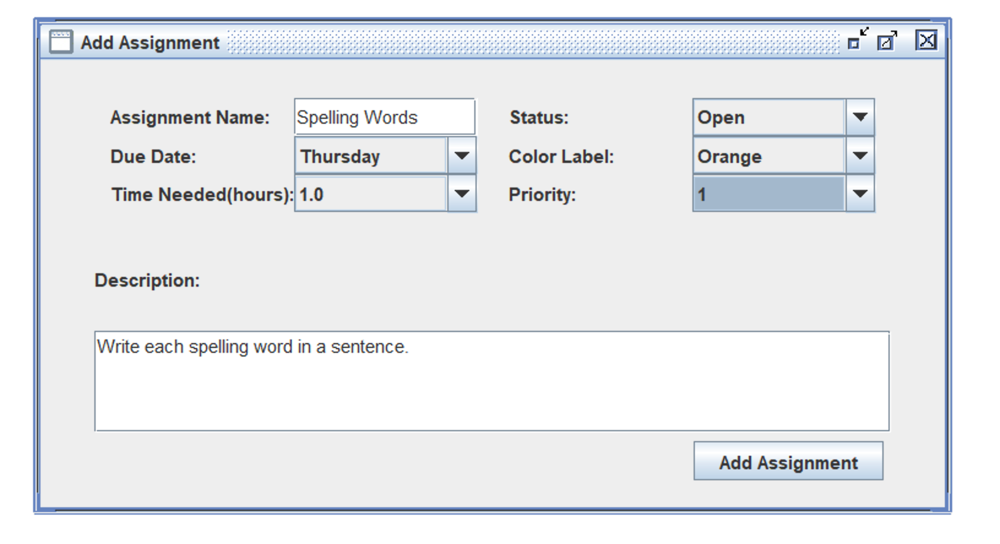 Add Assignment
Assignment Name: Spelling Words Status: Open
Due Date: Thursday Color Label: Orange
Time Needed(hours): 1.0 Priority: 1
Description:
Write each spelling word in a sentence.
Add Assignment